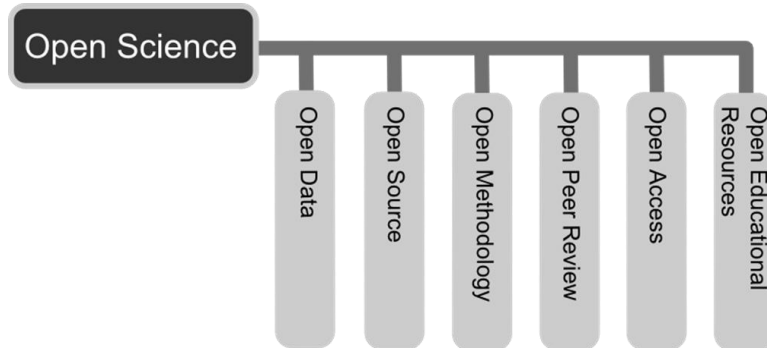 Open Science
Open Data
Open Source
Open Methodology
Open Peer Review
Open Access
Open Educational
Resources